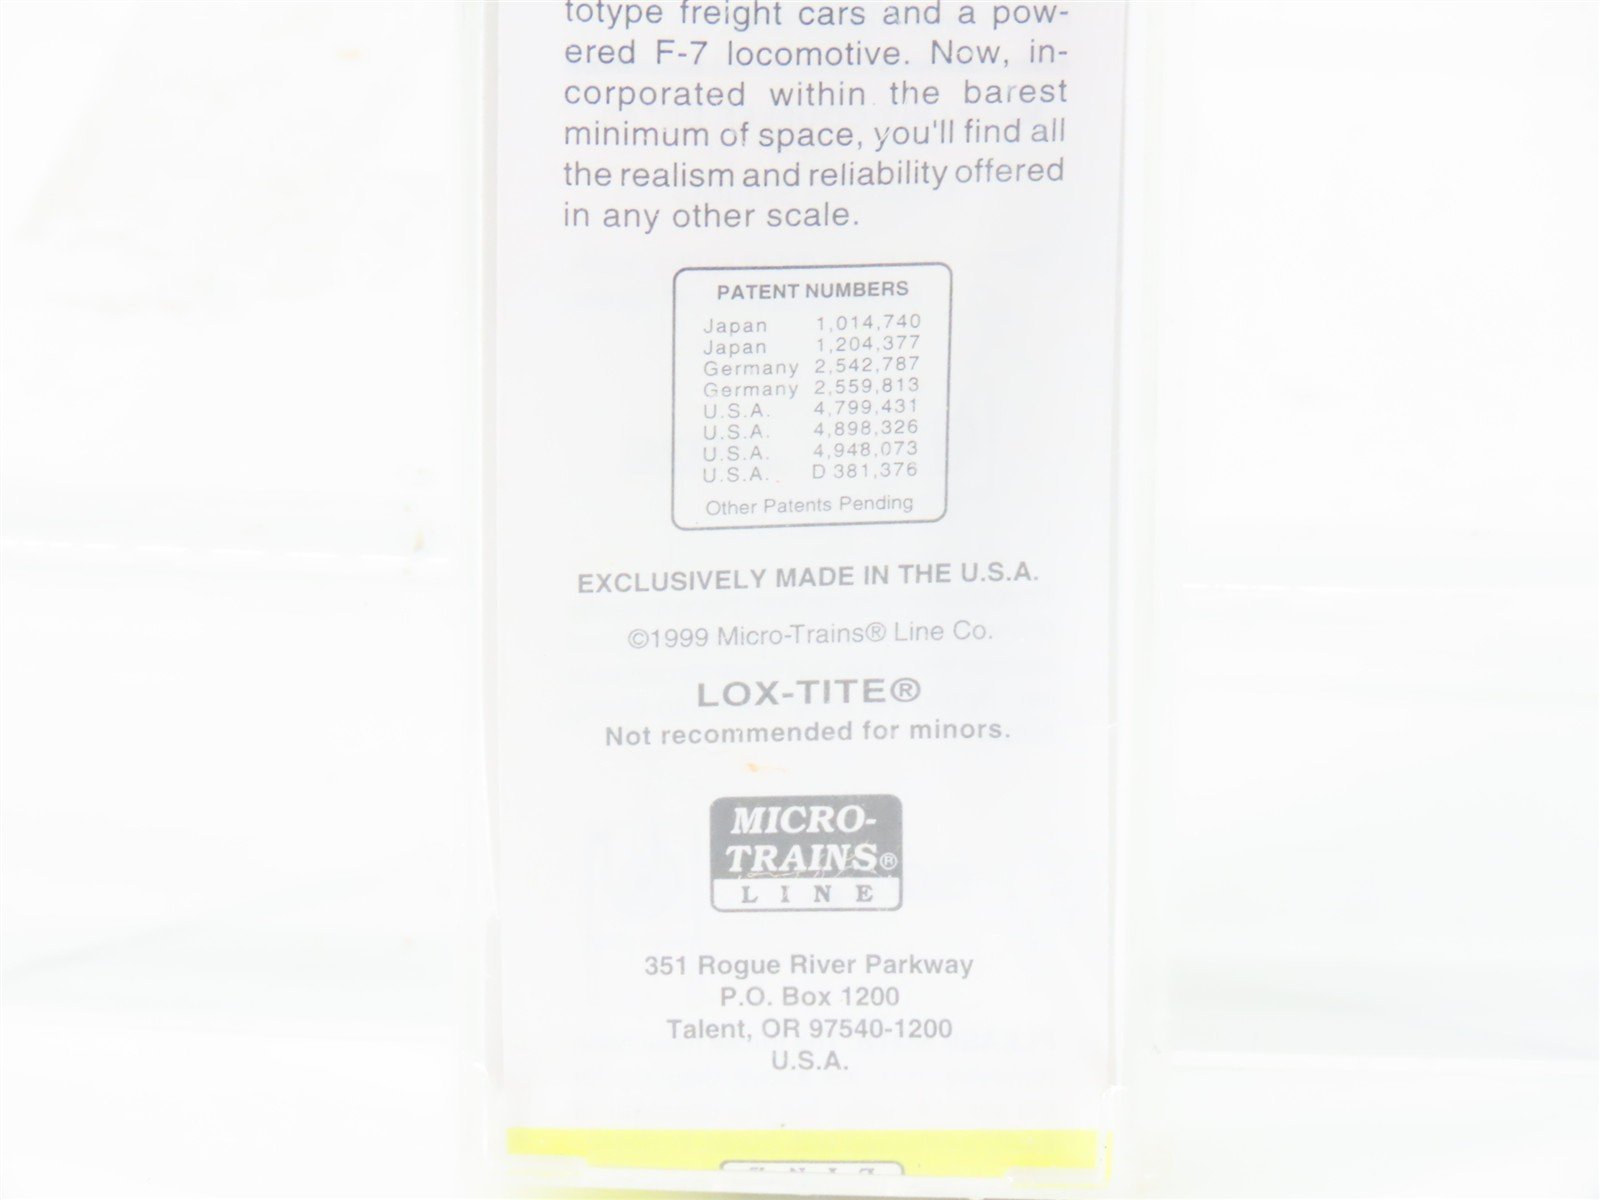 totype freight cars and a pow-
ered F-7 locomotive. Now, in-
corporated within the barest
minimum of space, you'll find all
the realism and reliability offered
in any other scale.
PATENT NUMBERS
Japan 1,014,740
Japan 1,204,377
Germany 2,542,787
Germany 2,559,813
U.S.A. 4,799,431
U.S.A. 4,898,326
U.S.A. 4,948,073
U.S.A. D 381,376
Other Patents Pending
EXCLUSIVELY MADE IN THE U.S.A.
©1999 Micro-Trains® Line Co.
LOX-TITE®
Not recommended for minors.
MICRO-
TRAINS®
LINE
351 Rogue River Parkway
P.O. Box 1200
Talent, OR 97540-1200
U.S.A.